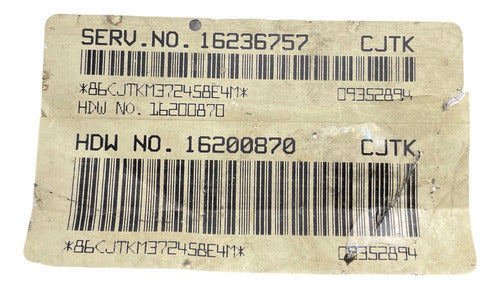 SERV.NO. 16236757 CJTK
*86CJTKM372458E4M* 09352894
HDW NO. 16200870
HDW NO. 16200870 CJTK
*86CJTKM372458E4M* 09352894